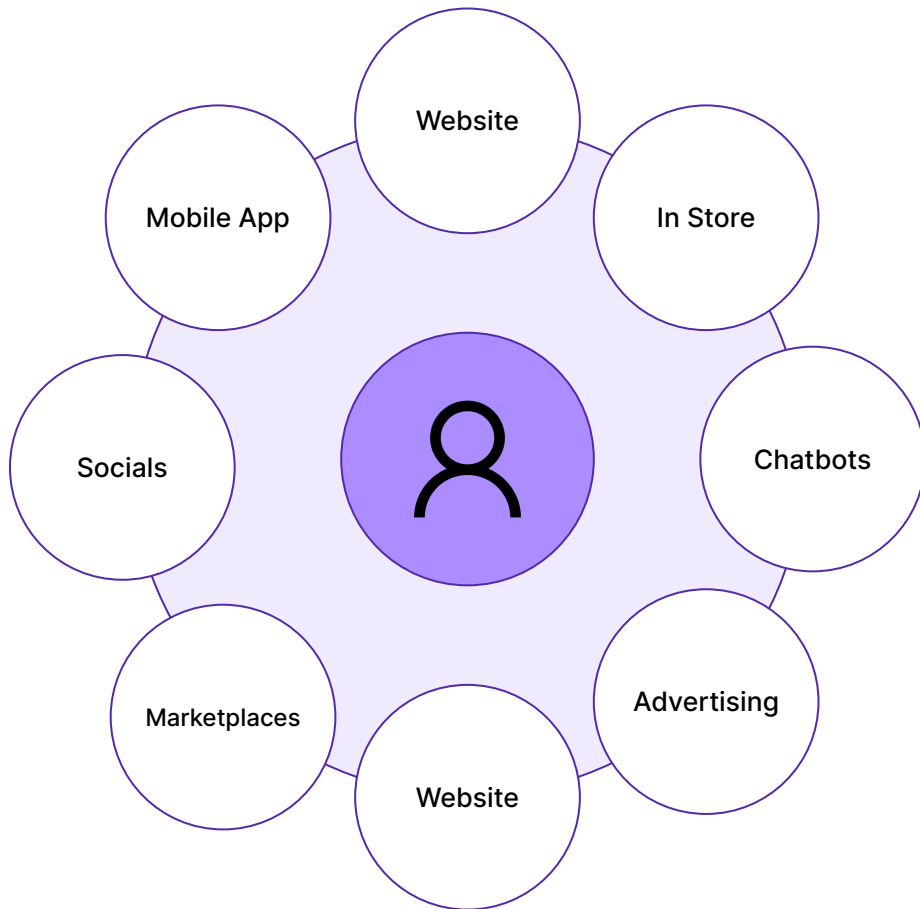 Website
Mobile App
In Store
Socials
Chatbots
Marketplaces
Advertising
Website